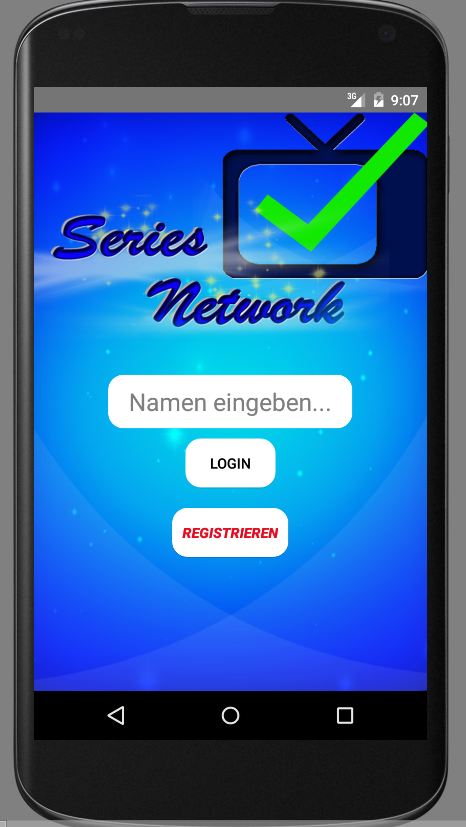 3G 9:07
Series
Network
Namen eingeben...
LOGIN
REGISTRIEREN